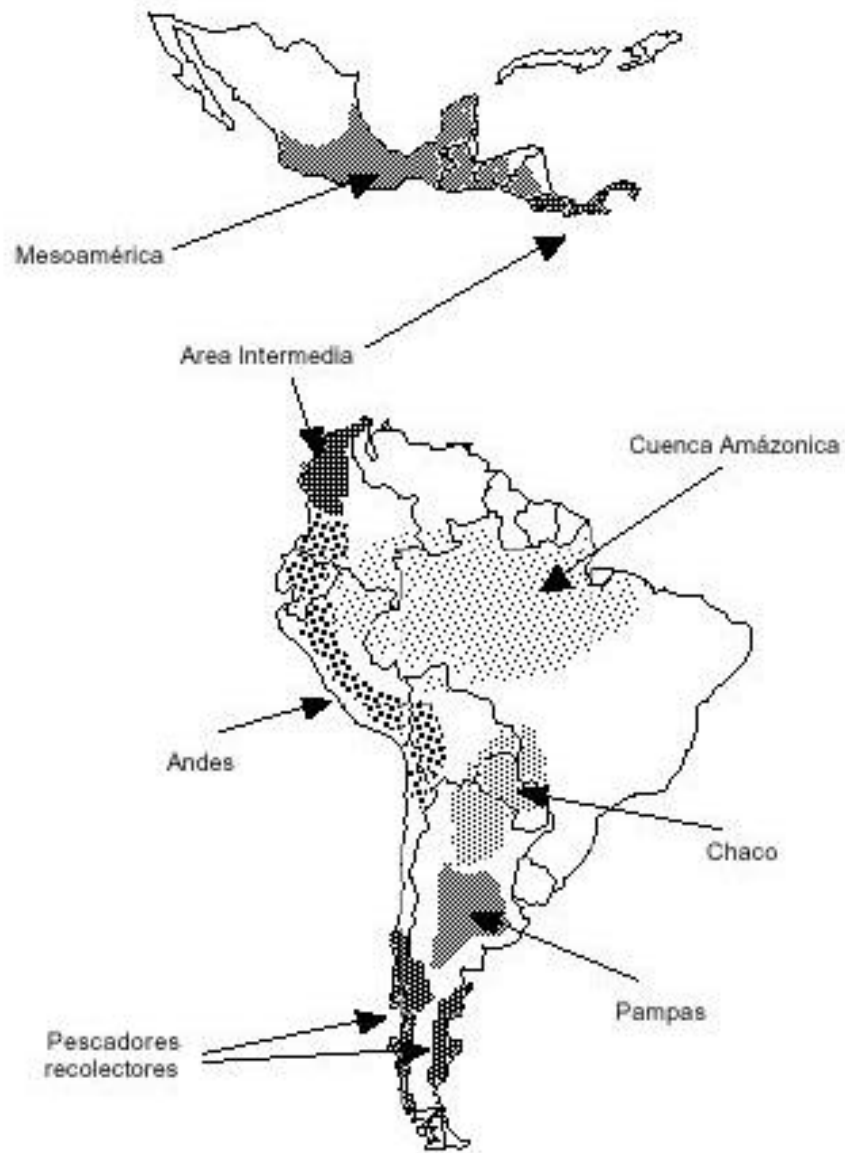 Mesoamérica
Area Intermedia
Cuenca Amázonica
Andes
Chaco
Pampas
Pescadores
recolectores